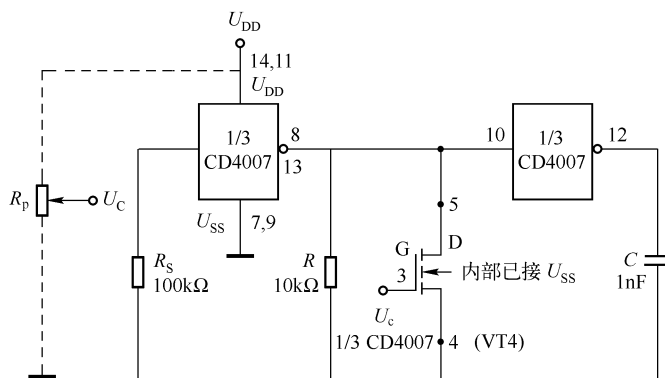 U_DD
14,11
U_DD
1/3
CD4007
8
13
10
1/3
CD4007
12
R_p
U_C
U_SS
7,9
5
G
D
3
内部已接 U_SS
R_S
100kΩ
R
10kΩ
C
1nF
U_c
1/3 CD4007
4
(VT4)